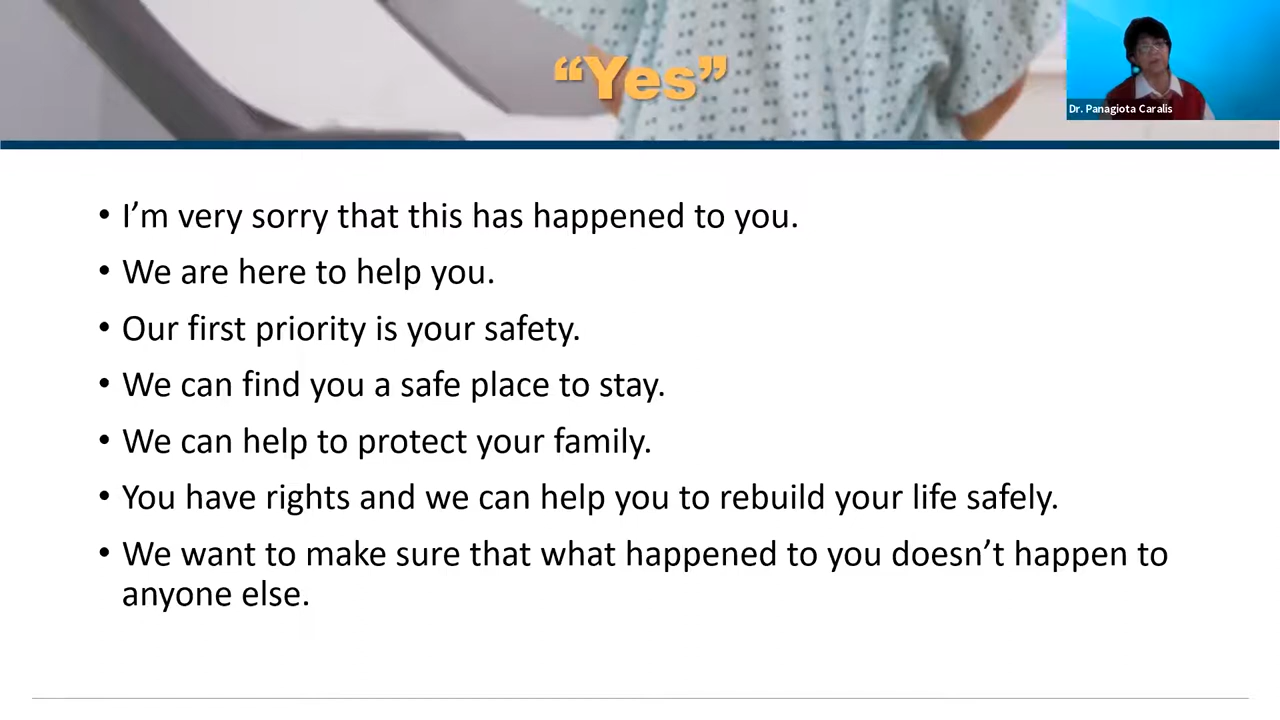 “Yes”
Dr. Panagiota Caralis
• I’m very sorry that this has happened to you.
• We are here to help you.
• Our first priority is your safety.
• We can find you a safe place to stay.
• We can help to protect your family.
• You have rights and we can help you to rebuild your life safely.
• We want to make sure that what happened to you doesn’t happen to
anyone else.